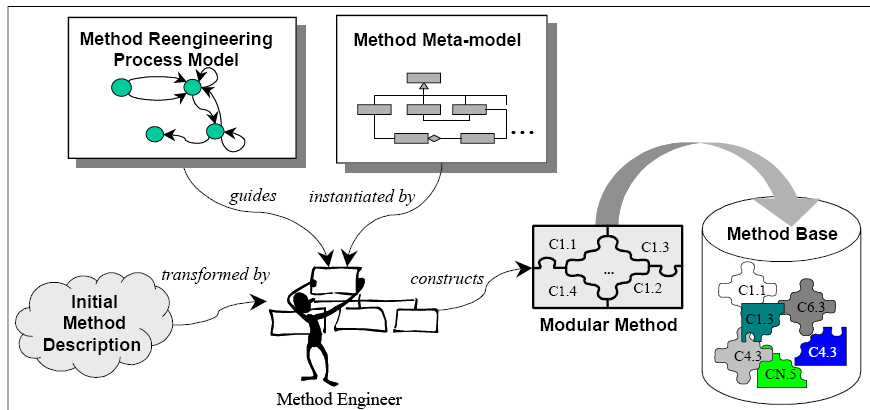 Method Reengineering
Process Model
Method Meta-model
...
guides
instantiated by
Initial
Method
Description
transformed by
Method Engineer
constructs
C1.1
C1.3
...
C1.4
C1.2
Modular Method
Method Base
C1.1
C6.3
C1.3
C4.3
C4.3
CN.5